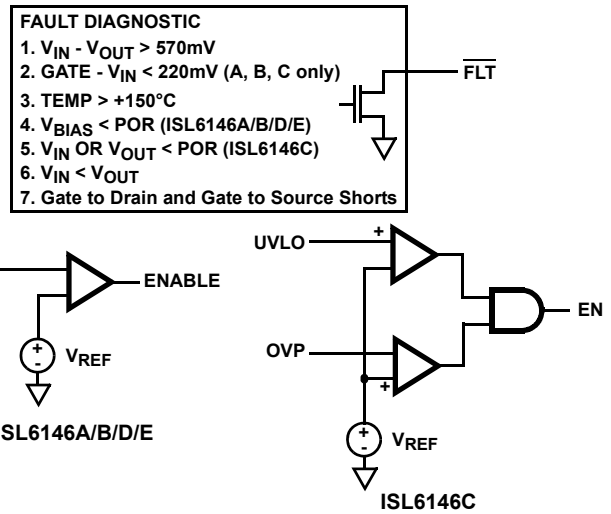 FAULT DIAGNOSTIC
1. VIN - VOUT > 570mV
2. GATE - VIN < 220mV (A, B, C only)
3. TEMP > +150°C
4. VBIAS < POR (ISL6146A/B/D/E)
5. VIN OR VOUT < POR (ISL6146C)
6. VIN < VOUT
7. Gate to Drain and Gate to Source Shorts
FLT
ENABLE
+
-
VREF
SL6146A/B/D/E
UVLO
+
EN
OVP
+
+
-
VREF
ISL6146C